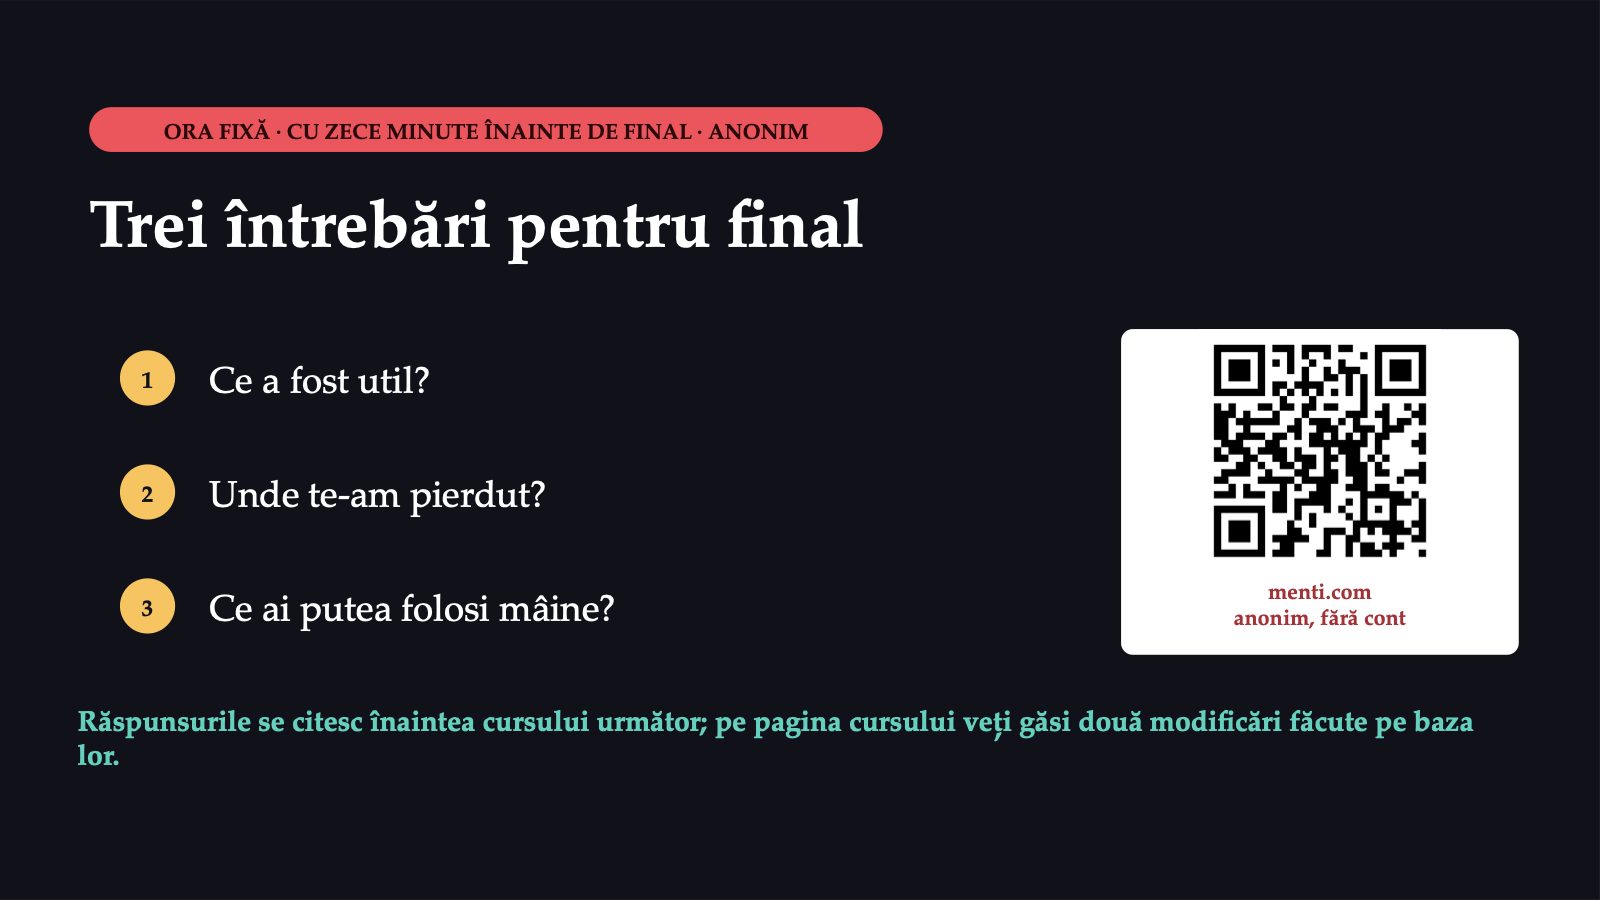 ORA FIXĂ · CU ZECE MINUTE ÎNAINTE DE FINAL · ANONIM
Trei întrebări pentru final
1 Ce a fost util?
2 Unde te-am pierdut?
3 Ce ai putea folosi mâine?
menti.com
anonim, fără cont
Răspunsurile se citesc înaintea cursului următor; pe pagina cursului veți găsi două modificări făcute pe baza
lor.